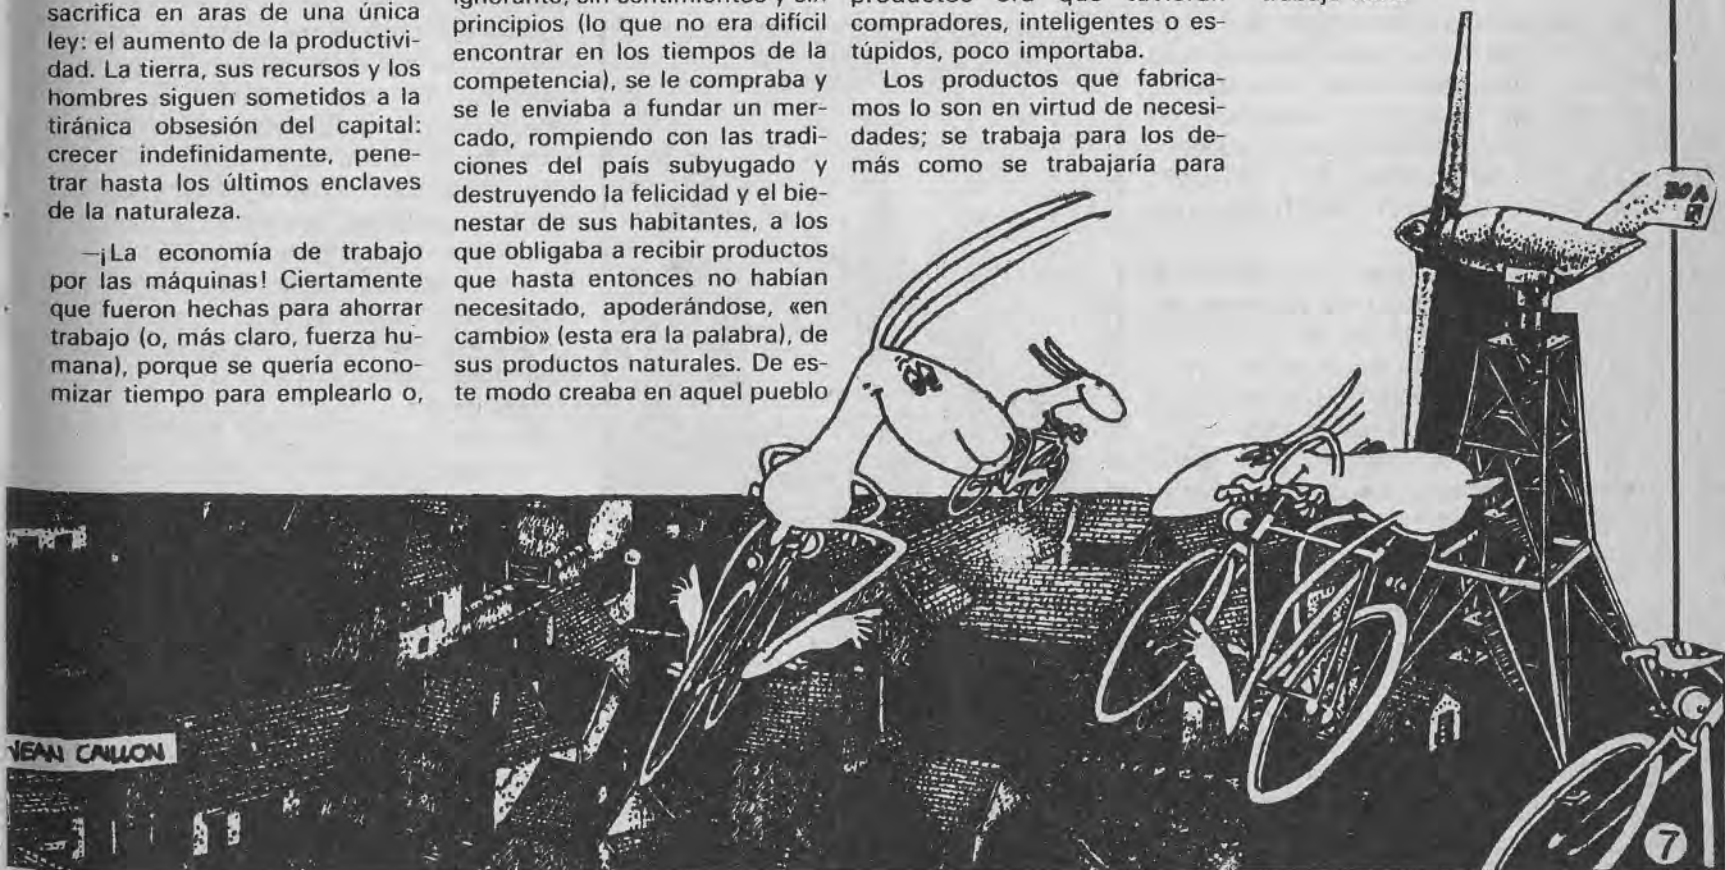 sacrifica en aras de una única
ley: el aumento de la productivi-
dad. La tierra, sus recursos y los
hombres siguen sometidos a la
tiránica obsesión del capital:
crecer indefinidamente, pene-
trar hasta los últimos enclaves
de la naturaleza.
—¡La economía de trabajo
por las máquinas! Ciertamente
que fueron hechas para ahorrar
trabajo (o, más claro, fuerza hu-
mana), porque se quería econo-
mizar tiempo para emplearlo o,
principios (lo que no era difícil
encontrar en los tiempos de la
competencia), se le compraba y
se le enviaba a fundar un mer-
cado, rompiendo con las tradi-
ciones del país subyugado y
destruyendo la felicidad y el bie-
nestar de sus habitantes, a los
que obligaba a recibir productos
que hasta entonces no habían
necesitado, apoderándose, «en
cambio» (esta era la palabra), de
sus productos naturales. De es-
te modo creaba en aquel pueblo
compradores, inteligentes o es-
túpidos, poco importaba.
Los productos que fabrica-
mos lo son en virtud de necesi-
dades; se trabaja para los de-
más como se trabajaría para
JEAN CAILLON
7